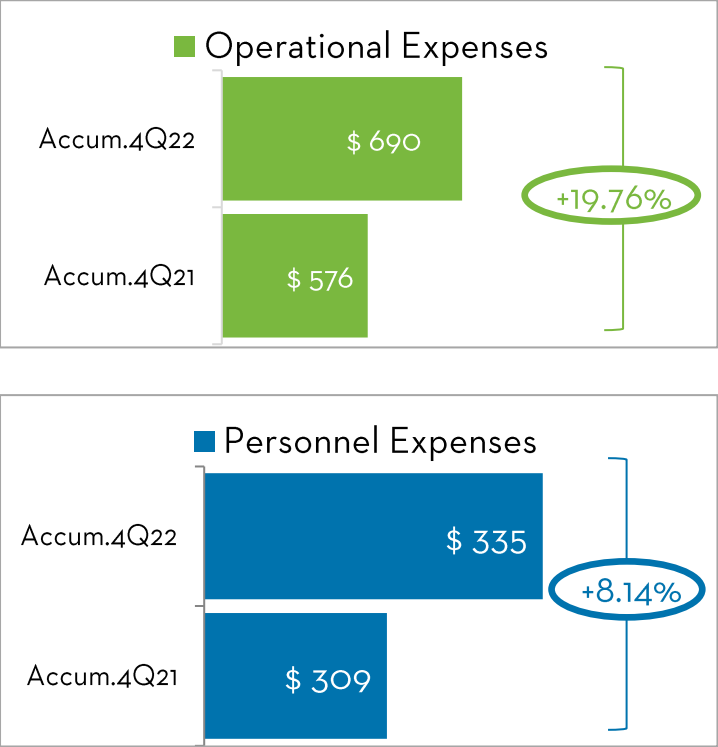 Operational Expenses
Accum.4Q22
$ 690
+19.76%
Accum.4Q21
$ 576
Personnel Expenses
Accum.4Q22
$ 335
+8.14%
Accum.4Q21
$ 309